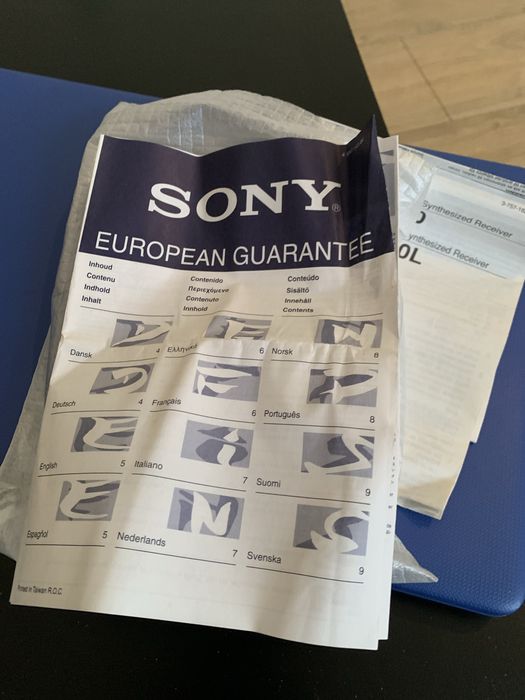 SONY®
EUROPEAN GUARANTEE
Inhoud
Contenu
Indhold
Inhalt
Contenido
Περιεχόμενα
Contenuto
Innhold
Conteúdo
Sisältö
Innehåll
Contents
Dansk 4
Ελληνικά 6
Norsk 8
Deutsch 4
Français 6
Português 8
English 5
Italiano 7
Suomi 9
Español 5
Nederlands 7
Svenska 9
Printed in Taiwan R.O.C.
Synthesized Receiver
ynthesized Receiver
0L